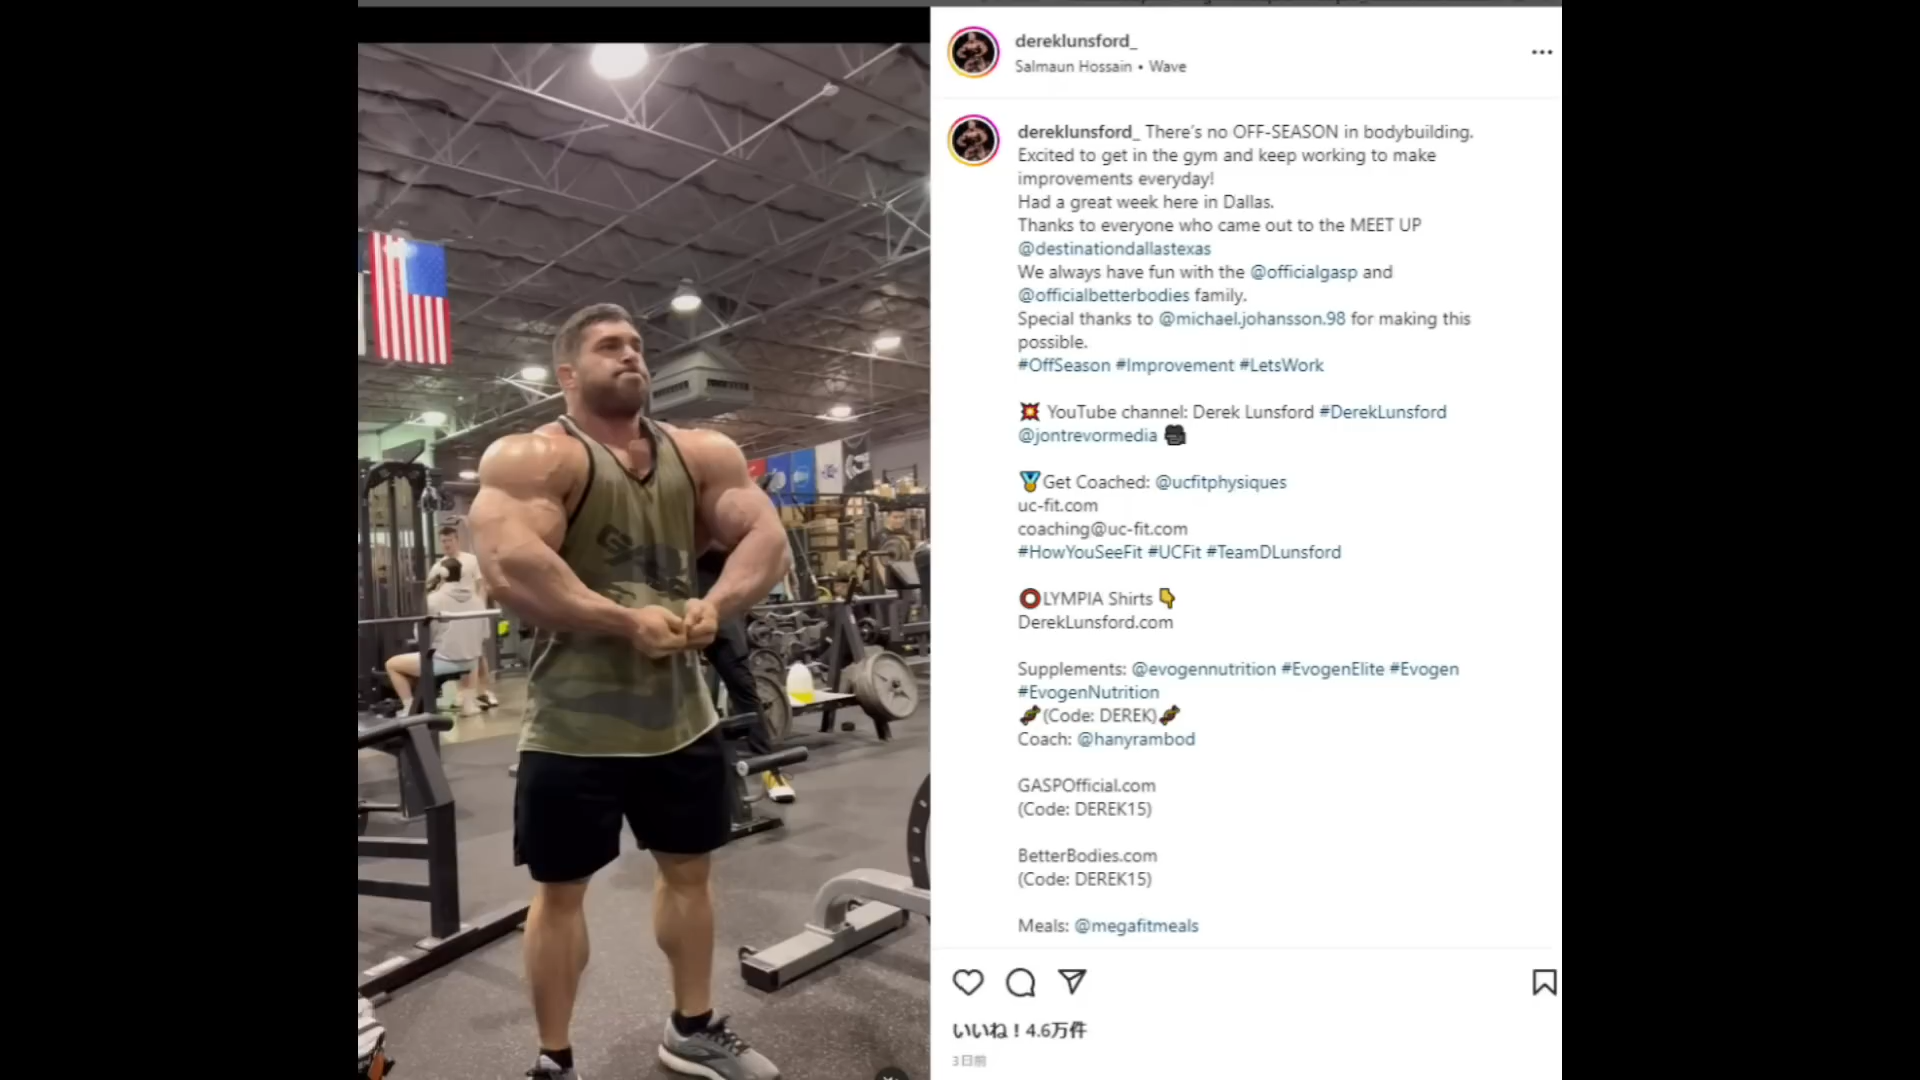 dereklunsford_
Salmaun Hossain • Wave
dereklunsford_ There's no OFF-SEASON in bodybuilding.
Excited to get in the gym and keep working to make
improvements everyday!
Had a great week here in Dallas.
Thanks to everyone who came out to the MEET UP
@destinationdallastexas
We always have fun with the @officialgasp and
@officialbetterbodies family.
Special thanks to @michael.johansson.98 for making this
possible.
#OffSeason #Improvement #LetsWork
💥 YouTube channel: Derek Lunsford #DerekLunsford
@jontrevormedia
🏅Get Coached: @ucfitphysiques
uc-fit.com
coaching@uc-fit.com
#HowYouSeeFit #UCFit #TeamDLunsford
⭕LYMPIA Shirts 👇
DerekLunsford.com
Supplements: @evogennutrition #EvogenElite #Evogen
#EvogenNutrition
(Code: DEREK)
Coach: @hanyrambod
GASPOfficial.com
(Code: DEREK15)
BetterBodies.com
(Code: DEREK15)
Meals: @megafitmeals
いいね！4.6万件
3日前